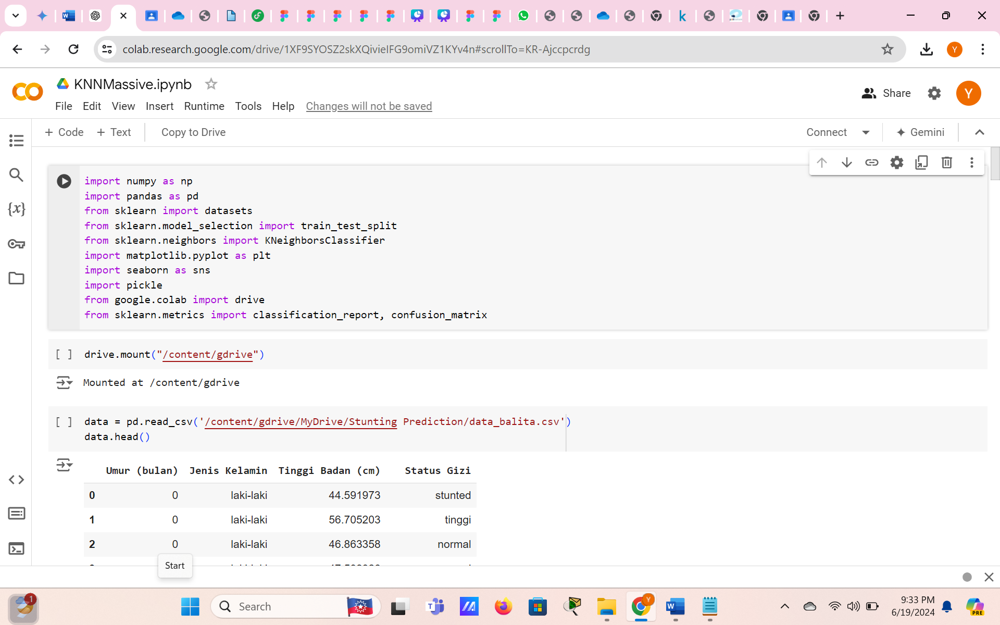 colab.research.google.com/drive/1XF9SYOSZ2skXQivieIFG9omiVZ1KYv4n#scrollTo=KR-Ajccpcrdg
Y
KNNMassive.ipynb
File Edit View Insert Runtime Tools Help Changes will not be saved
Share
Y
+ Code + Text Copy to Drive
Connect Gemini
import numpy as np
import pandas as pd
from sklearn import datasets
from sklearn.model_selection import train_test_split
from sklearn.neighbors import KNeighborsClassifier
import matplotlib.pyplot as plt
import seaborn as sns
import pickle
from google.colab import drive
from sklearn.metrics import classification_report, confusion_matrix
[ ] drive.mount("/content/gdrive")
Mounted at /content/gdrive
[ ] data = pd.read_csv('/content/gdrive/MyDrive/Stunting Prediction/data_balita.csv')
data.head()
Umur (bulan) Jenis Kelamin Tinggi Badan (cm) Status Gizi
0 0 laki-laki 44.591973 stunted
1 0 laki-laki 56.705203 tinggi
2 0 laki-laki 46.863358 normal
Start
1
Search
Y
9:33 PM
6/19/2024
PRE